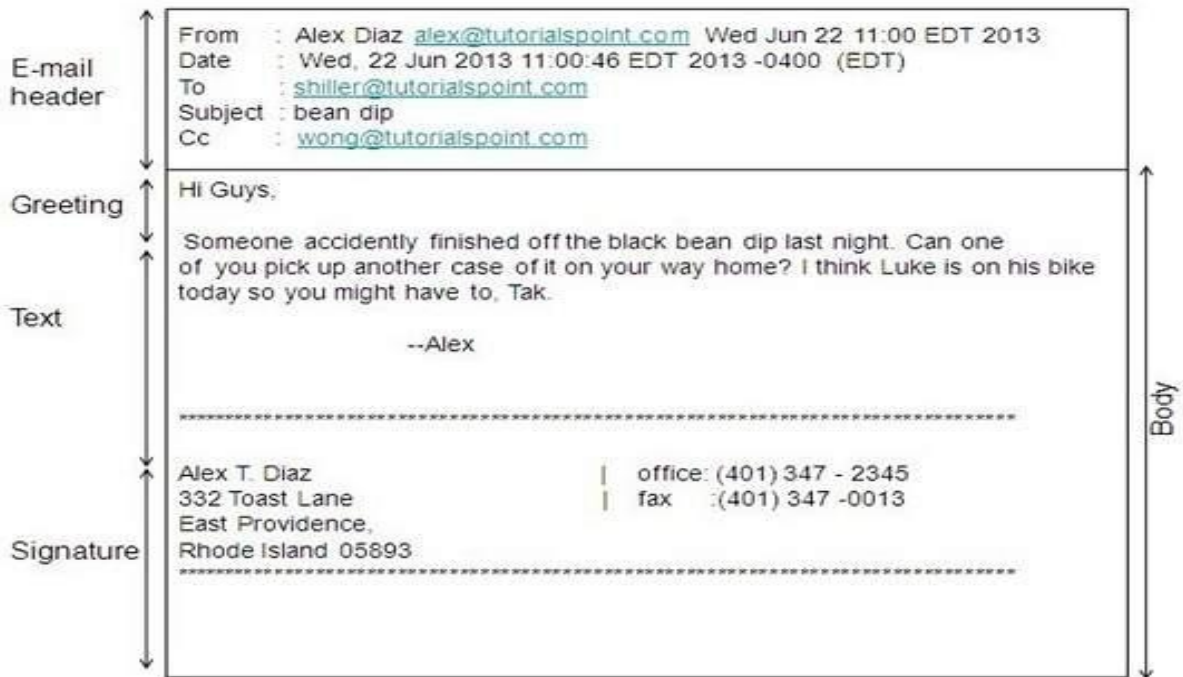 E-mail
header
From : Alex Diaz alex@tutorialspoint.com Wed Jun 22 11:00 EDT 2013
Date : Wed, 22 Jun 2013 11:00:46 EDT 2013 -0400 (EDT)
To : shiller@tutorialspoint.com
Subject : bean dip
Cc : wong@tutorialspoint.com
Greeting
Hi Guys,
Text
Someone accidently finished off the black bean dip last night. Can one
of you pick up another case of it on your way home? I think Luke is on his bike
today so you might have to, Tak.
--Alex
Signature
Alex T. Diaz | office: (401) 347 - 2345
332 Toast Lane | fax :(401) 347 -0013
East Providence,
Rhode Island 05893
Body